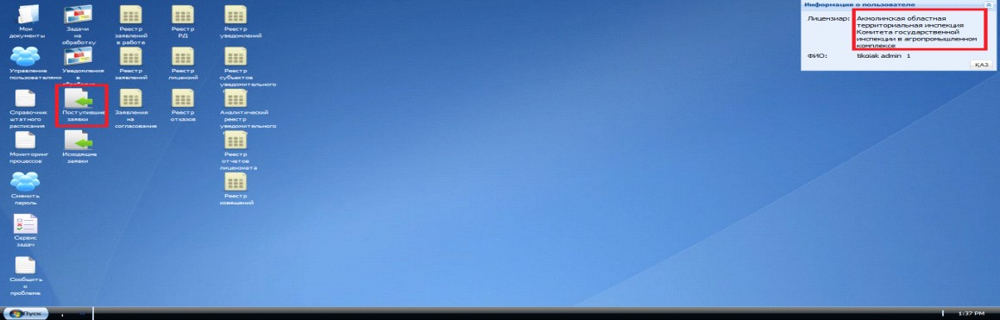 Мои
документы
Задачи
на
обработку
Реестр
заявлений
в работе
Реестр
РД
Реестр
уведомлений
Управление
пользователями
Уведомления
в
обработке
Реестр
заявлений
Реестр
лицензий
Реестр
субъектов
уведомительного
Справочник
штатного
расписания
Поступившие
заявки
Заявления
на
согласование
Реестр
отказов
Аналитический
реестр
уведомительного
Мониторинг
процессов
Исходящие
заявки
Реестр
отчетов
лицензиата
Сменить
пароль
Реестр
извещений
Сервис
задач
Сообщить
о
проблеме
Информация о пользователе
Лицензиар: Акмолинская областная
территориальная инспекция
Комитета государственной
инспекции в агропромышленном
комплексе
ФИО: tikoiak admin 1
ҚАЗ
Пуск
1:37 PM